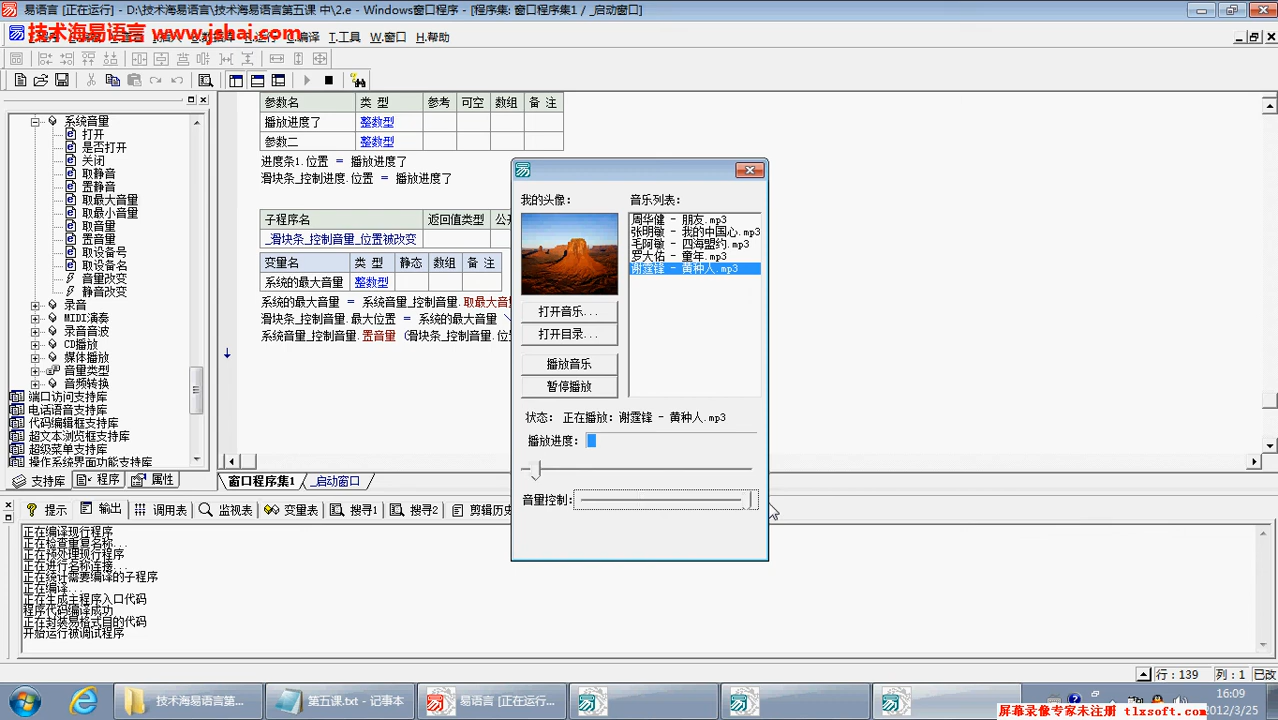 易语言 [正在运行] - D:\技术海易语言\易语言第五课 中\2.e - Windows窗口程序 - [程序集: 窗口程序集1 / _启动窗口]
技术海易语言 www.jshai.com
C.编译 T.工具 W.窗口 H.帮助
系统音量
打开
是否打开
关闭
取静音
置静音
取最大音量
取最小音量
取音量
置音量
取设备号
取设备名
音量改变
静音改变
录音
MIDI演奏
录音音波
CD播放
媒体播放
音量类型
音频转换
端口访问支持库
电话语音支持库
代码编辑框支持库
超文本浏览框支持库
超级菜单支持库
操作系统界面功能支持库
支持库 程序 属性
参数名 类 型 参考 可空 数组 备 注
播放进度了 整数型
参数二 整数型
进度条1.位置 = 播放进度了
滑块条_控制进度.位置 = 播放进度了
子程序名 返回值类型 公
_滑块条_控制音量_位置被改变
变量名 类 型 静态 数组 备 注
系统的最大音量 整数型
系统的最大音量 = 系统音量_控制音量.取最大音量
滑块条_控制音量.最大位置 = 系统的最大音量 \
系统音量_控制音量.置音量 (滑块条_控制音量.位
窗口程序集1 _启动窗口
我的头像:
音乐列表:
周华健 - 朋友.mp3
张明敏 - 我的中国心.mp3
毛阿敏 - 四海盟约.mp3
罗大佑 - 童年.mp3
谢霆锋 - 黄种人.mp3
打开音乐...
打开目录...
播放音乐
暂停播放
状态: 正在播放: 谢霆锋 - 黄种人.mp3
播放进度:
音量控制:
提示 输出 调用表 监视表 变量表 搜寻1 搜寻2 剪辑历史
正在编译现行程序
正在检查重复名称...
正在预处理现行程序
正在进行名称连接...
正在统计需要编译的子程序
正在编译...
正在生成主程序入口代码
程序代码编译成功
正在封装易格式目的代码
开始运行被调试程序
行: 139 列: 1 已改
技术海易语言第... 第五课.txt - 记事本 易语言 [正在运行...
16:09
2012/3/25
屏幕录像专家未注册 tlxsoft.com